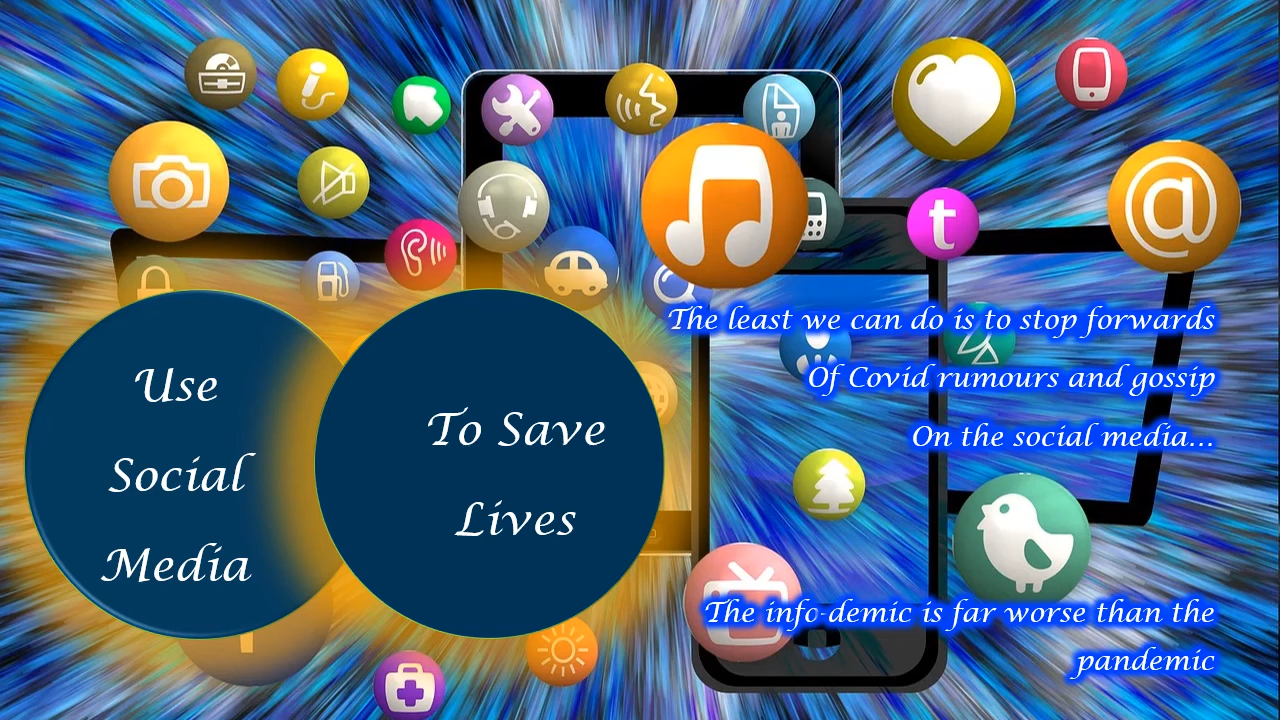 Use
Social
Media
To Save
Lives
t
@
The least we can do is to stop forwards
Of Covid rumours and gossip
On the social media...
The info-demic is far worse than the
pandemic